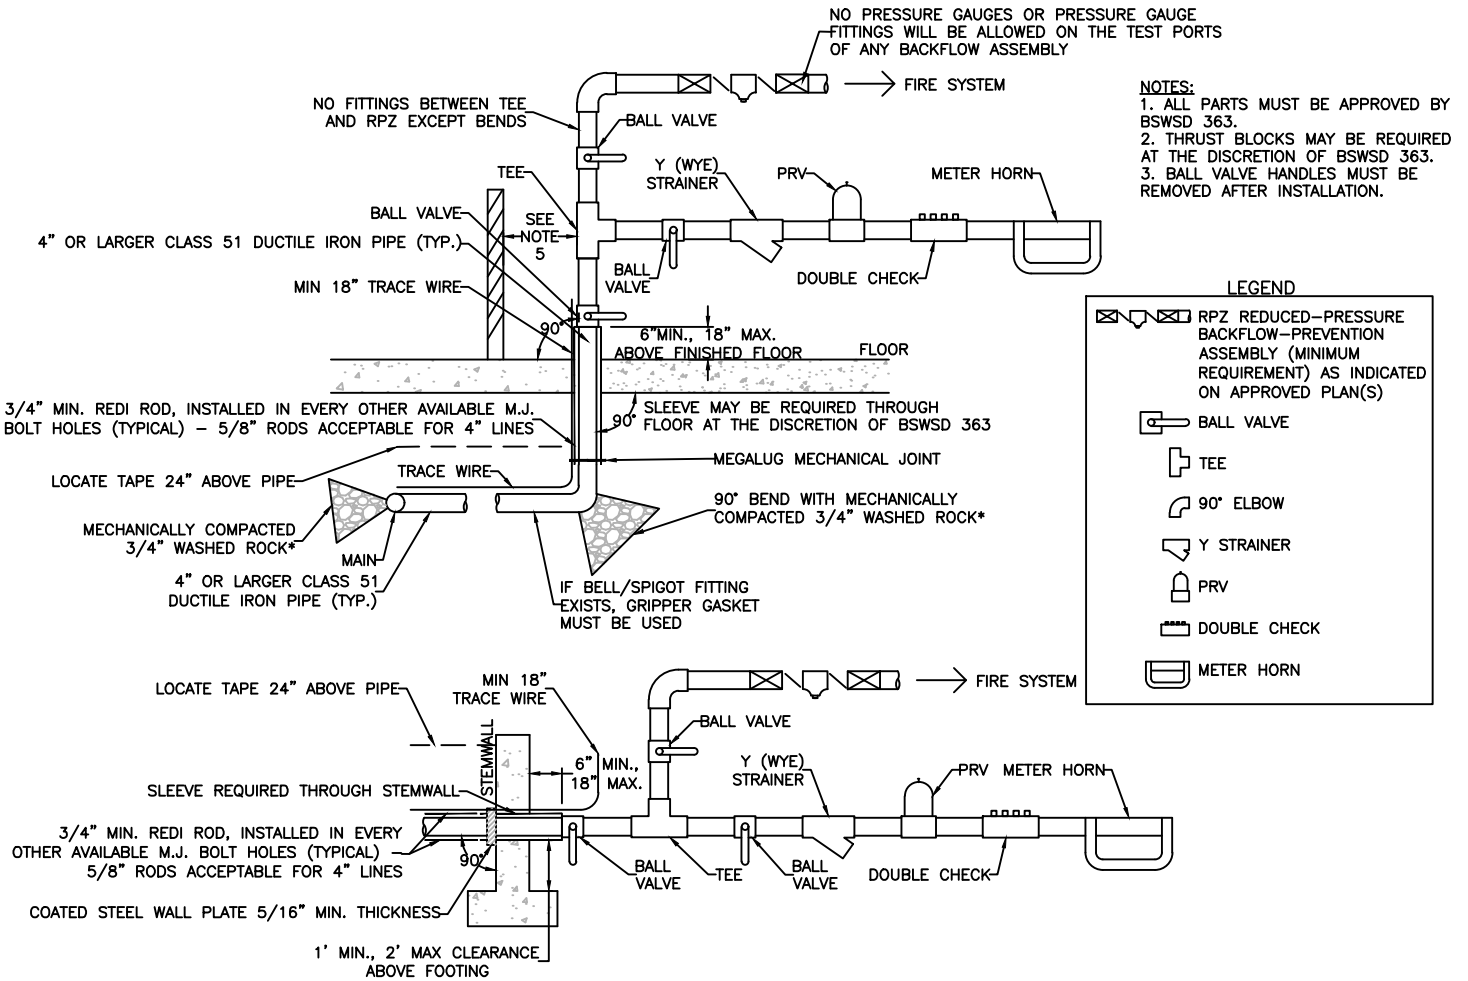 NO PRESSURE GAUGES OR PRESSURE GAUGE
FITTINGS WILL BE ALLOWED ON THE TEST PORTS
OF ANY BACKFLOW ASSEMBLY
FIRE SYSTEM
NOTES:
1. ALL PARTS MUST BE APPROVED BY
BSWSD 363.
2. THRUST BLOCKS MAY BE REQUIRED
AT THE DISCRETION OF BSWSD 363.
3. BALL VALVE HANDLES MUST BE
REMOVED AFTER INSTALLATION.
NO FITTINGS BETWEEN TEE
AND RPZ EXCEPT BENDS
BALL VALVE
Y (WYE)
STRAINER
TEE
PRV
METER HORN
BALL VALVE
SEE
NOTE
5
4" OR LARGER CLASS 51 DUCTILE IRON PIPE (TYP.)
BALL
VALVE
DOUBLE CHECK
MIN 18" TRACE WIRE
90°
6"MIN., 18" MAX.
ABOVE FINISHED FLOOR
FLOOR
3/4" MIN. REDI ROD, INSTALLED IN EVERY OTHER AVAILABLE M.J.
BOLT HOLES (TYPICAL) – 5/8" RODS ACCEPTABLE FOR 4" LINES
90°
SLEEVE MAY BE REQUIRED THROUGH
FLOOR AT THE DISCRETION OF BSWSD 363
MEGALUG MECHANICAL JOINT
TRACE WIRE
LOCATE TAPE 24" ABOVE PIPE
90° BEND WITH MECHANICALLY
COMPACTED 3/4" WASHED ROCK*
MECHANICALLY COMPACTED
3/4" WASHED ROCK*
MAIN
4" OR LARGER CLASS 51
DUCTILE IRON PIPE (TYP.)
IF BELL/SPIGOT FITTING
EXISTS, GRIPPER GASKET
MUST BE USED
LEGEND
RPZ REDUCED–PRESSURE
BACKFLOW–PREVENTION
ASSEMBLY (MINIMUM
REQUIREMENT) AS INDICATED
ON APPROVED PLAN(S)
BALL VALVE
TEE
90° ELBOW
Y STRAINER
PRV
DOUBLE CHECK
METER HORN
LOCATE TAPE 24" ABOVE PIPE
MIN 18"
TRACE WIRE
FIRE SYSTEM
BALL VALVE
STEMWALL
6" MIN.,
18" MAX.
Y (WYE)
STRAINER
PRV
METER HORN
SLEEVE REQUIRED THROUGH STEMWALL
3/4" MIN. REDI ROD, INSTALLED IN EVERY
OTHER AVAILABLE M.J. BOLT HOLES (TYPICAL)
5/8" RODS ACCEPTABLE FOR 4" LINES
90°
BALL
VALVE
TEE
BALL
VALVE
DOUBLE CHECK
COATED STEEL WALL PLATE 5/16" MIN. THICKNESS
1' MIN., 2' MAX CLEARANCE
ABOVE FOOTING